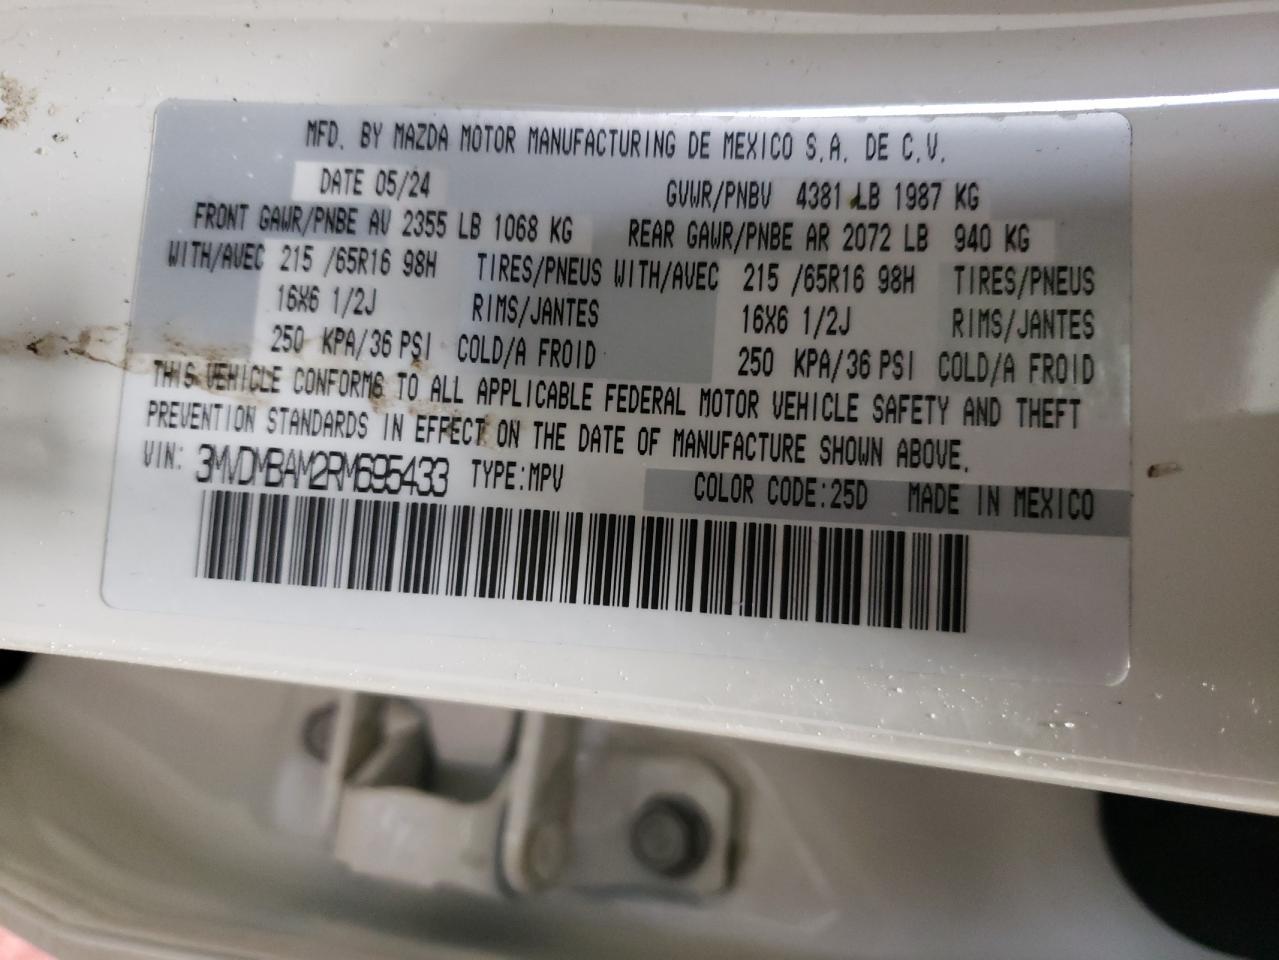 MFD. BY MAZDA MOTOR MANUFACTURING DE MEXICO S.A. DE C.V.
DATE 05/24 GVWR/PNBV 4381 LB 1987 KG
FRONT GAWR/PNBE AV 2355 LB 1068 KG REAR GAWR/PNBE AR 2072 LB 940 KG
WITH/AVEC 215 /65R16 98H TIRES/PNEUS WITH/AVEC 215 /65R16 98H TIRES/PNEUS
16X6 1/2J RIMS/JANTES 16X6 1/2J RIMS/JANTES
250 KPA/36 PSI COLD/A FROID 250 KPA/36 PSI COLD/A FROID
THIS VEHICLE CONFORMS TO ALL APPLICABLE FEDERAL MOTOR VEHICLE SAFETY AND THEFT
PREVENTION STANDARDS IN EFFECT ON THE DATE OF MANUFACTURE SHOWN ABOVE.
VIN: 3MVDMBAM2RM695433 TYPE:MPV COLOR CODE:25D MADE IN MEXICO